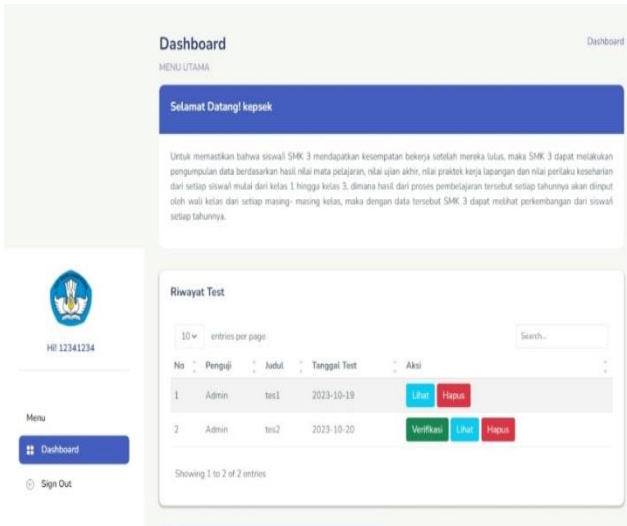 Dashboard
Dashboard
MENU UTAMA
Selamat Datang! kepsek
Untuk memastikan bahwa siswa/i SMK 3 mendapatkan kesempatan bekerja setelah mereka lulus, maka SMK 3 dapat melakukan
pengumpulan data berdasarkan hasil nilai mata pelajaran, nilai ujian akhir, nilai praktek kerja lapangan dan nilai perilaku keseharian
dari setiap siswa/i mulai dari kelas 1 hingga kelas 3, dimana hasil dari proses pembelajaran tersebut setiap tahunnya akan diinput
oleh wali kelas dari setiap masing- masing kelas, maka dengan data tersebut SMK 3 dapat melihat perkembangan dari siswa/i
setiap tahunnya.
Hi! 12341234
Menu
Dashboard
Sign Out
Riwayat Test
10 entries per page
Search...
No Penguji Judul Tanggal Test Aksi
1 Admin tes1 2023-10-19 Lihat Hapus
2 Admin tes2 2023-10-20 Verifikasi Lihat Hapus
Showing 1 to 2 of 2 entries